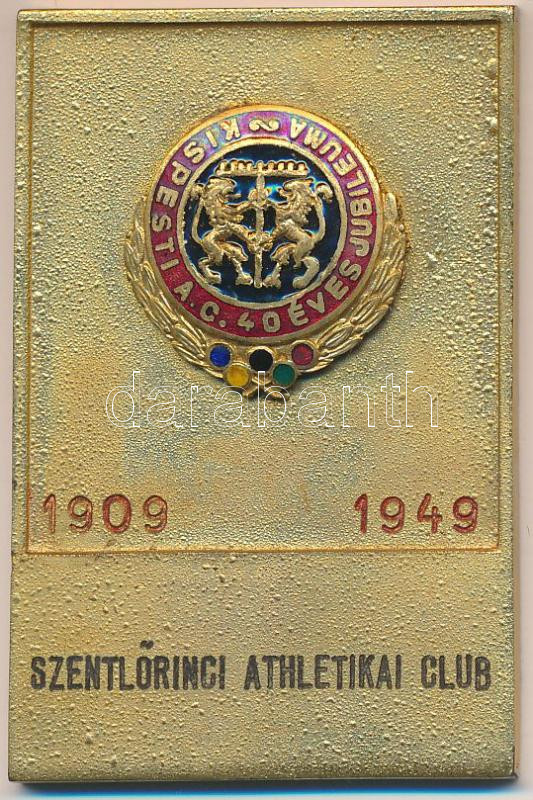 KISPESTI A.C. 40 ÉVES JUBILEUMA
1909 1949
SZENTLŐRINCI ATHLETIKAI CLUB
darabanth